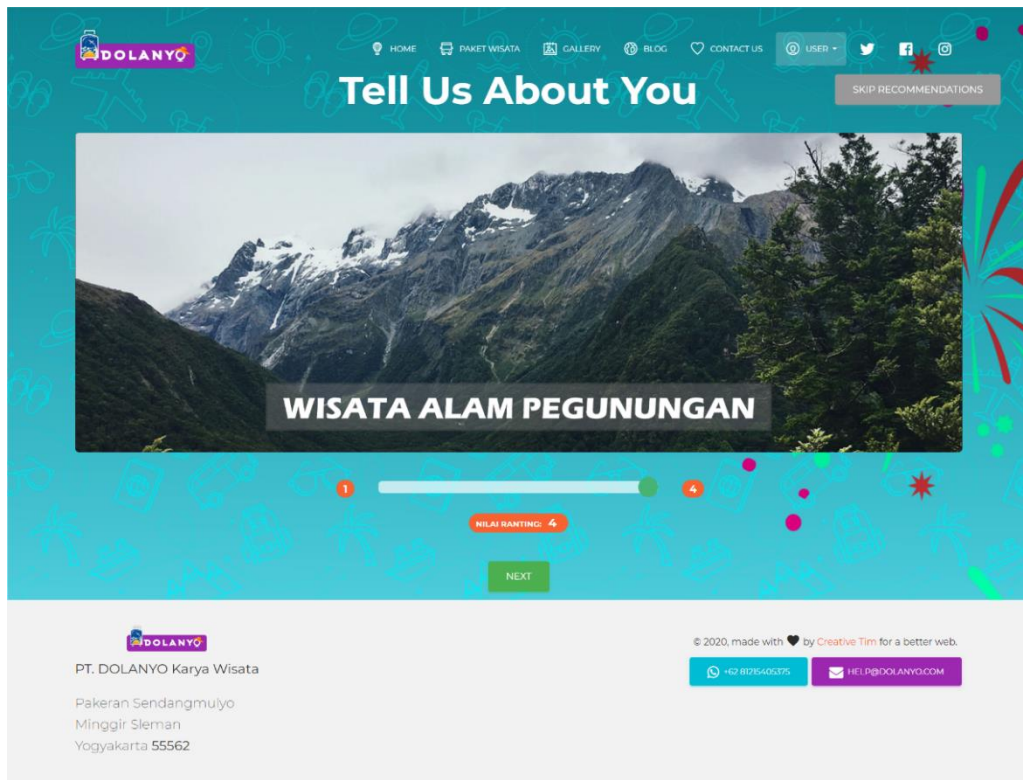 DOLANYO
HOME
PAKET WISATA
GALLERY
BLOG
CONTACT US
USER
Tell Us About You
SKIP RECOMMENDATIONS
WISATA ALAM PEGUNUNGAN
1
4
NILAI RANTING: 4
NEXT
DOLANYO
PT. DOLANYO Karya Wisata
Pakeran Sendangmulyo
Minggir Sleman
Yogyakarta 55562
© 2020, made with by Creative Tim for a better web.
+62 81215405375
HELP@DOLANYO.COM